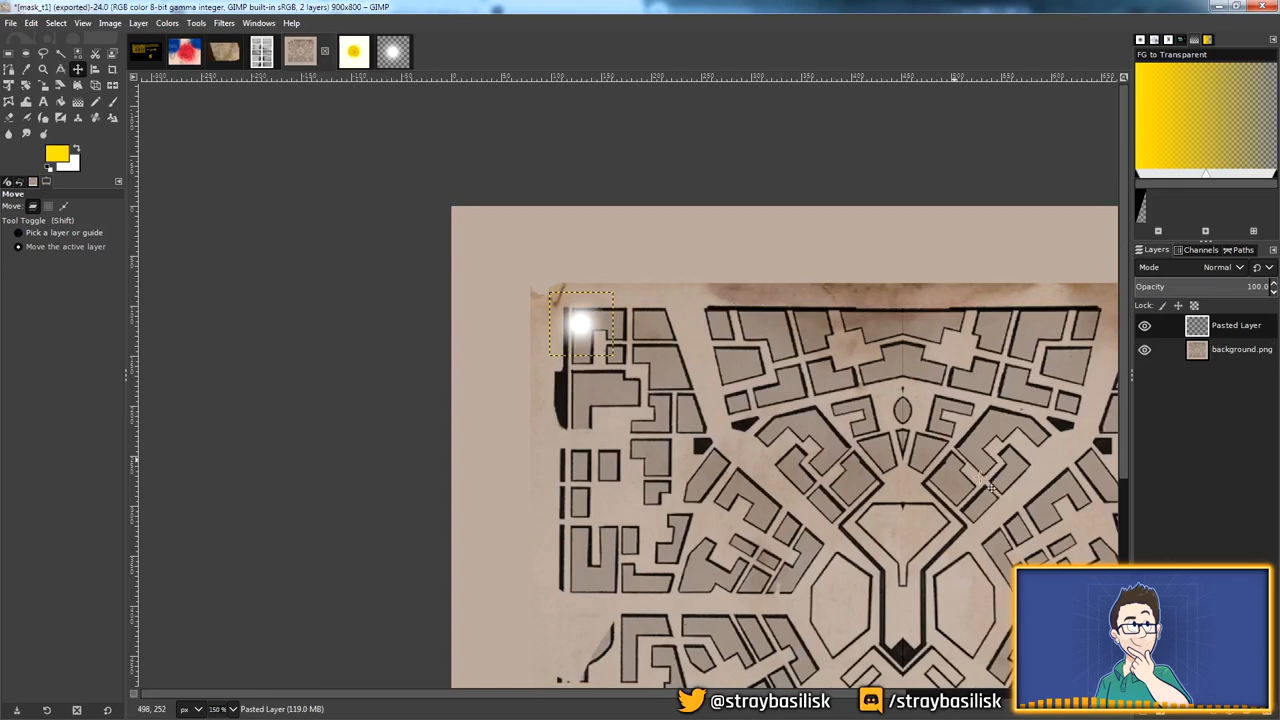 *[mask_t1] (exported)-24.0 (RGB color 8-bit gamma integer, GIMP built-in sRGB, 2 layers) 900x800 – GIMP
File Edit Select View Image Layer Colors Tools Filters Windows Help
FG to Transparent
Move
Move:
Tool Toggle (Shift)
Pick a layer or guide
Move the active layer
Layers Channels Paths
Mode Normal
Opacity 100.0
Lock:
Pasted Layer
background.png
498, 252 px 150 % Pasted Layer (119.0 MB)
@straybasilisk @straybasilisk